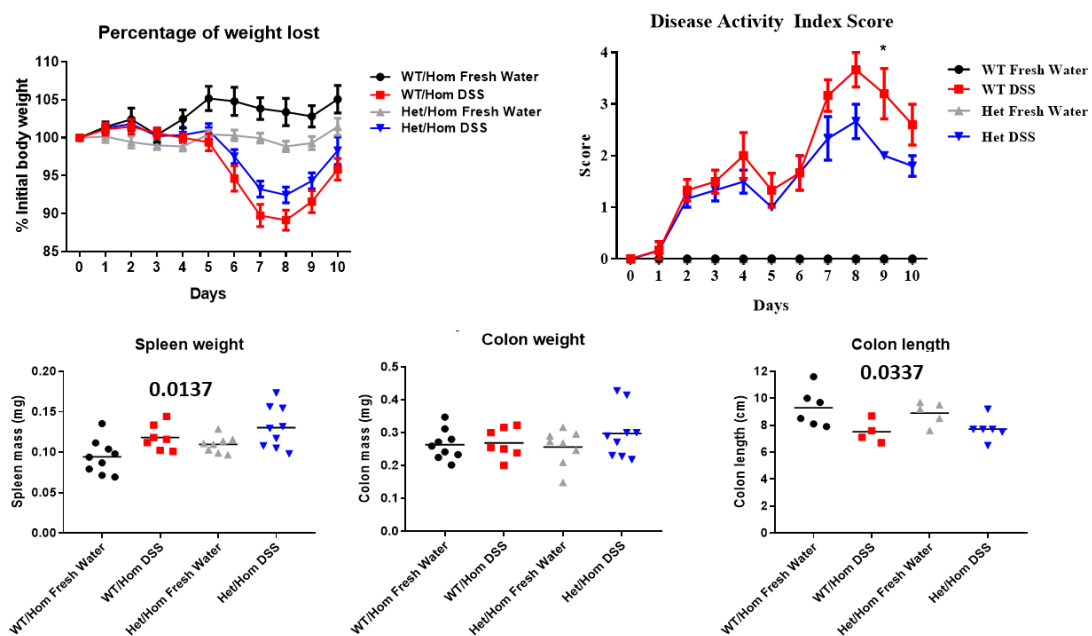 Percentage of weight lost
% Initial body weight
110
105
100
95
90
85
0 1 2 3 4 5 6 7 8 9 10
Days
WT/Hom Fresh Water
WT/Hom DSS
Het/Hom Fresh Water
Het/Hom DSS
Disease Activity Index Score
Score
4
3
2
1
0
*
0 1 2 3 4 5 6 7 8 9 10
Days
WT Fresh Water
WT DSS
Het Fresh Water
Het DSS
Spleen weight
0.0137
Spleen mass (mg)
0.20
0.15
0.10
0.05
0.00
WT/Hom Fresh Water
WT/Hom DSS
Het/Hom Fresh Water
Het/Hom DSS
Colon weight
Colon mass (mg)
0.5
0.4
0.3
0.2
0.1
0.0
WT/Hom Fresh Water
WT/Hom DSS
Het/Hom Fresh Water
Het/Hom DSS
Colon length
0.0337
Colon length (cm)
12
10
8
6
4
2
0
WT/Hom Fresh Water
WT/Hom DSS
Het/Hom Fresh Water
Het/Hom DSS